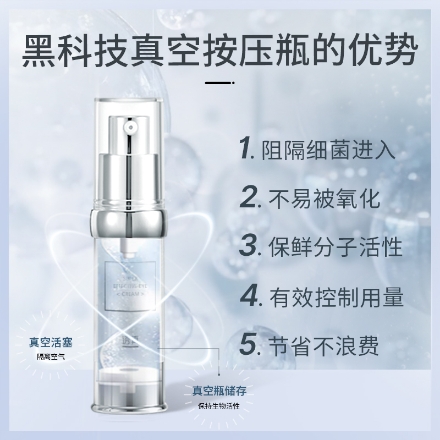 黑科技真空按压瓶的优势
1. 阻隔细菌进入
2. 不易被氧化
3. 保鲜分子活性
4. 有效控制用量
5. 节省不浪费
真空活塞
隔离空气
真空瓶储存
保持生物活性